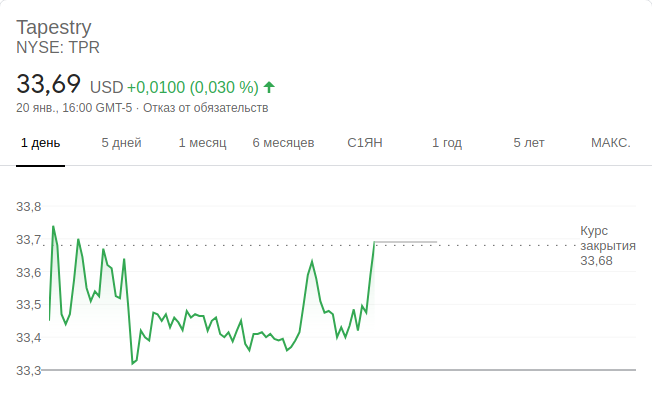 Tapestry
NYSE: TPR
33,69 USD +0,0100 (0,030 %)
20 янв., 16:00 GMT-5 · Отказ от обязательств
1 день 5 дней 1 месяц 6 месяцев С1ЯН 1 год 5 лет МАКС.
33,8
33,7
33,6
33,5
33,4
33,3
Курс
закрытия
33,68